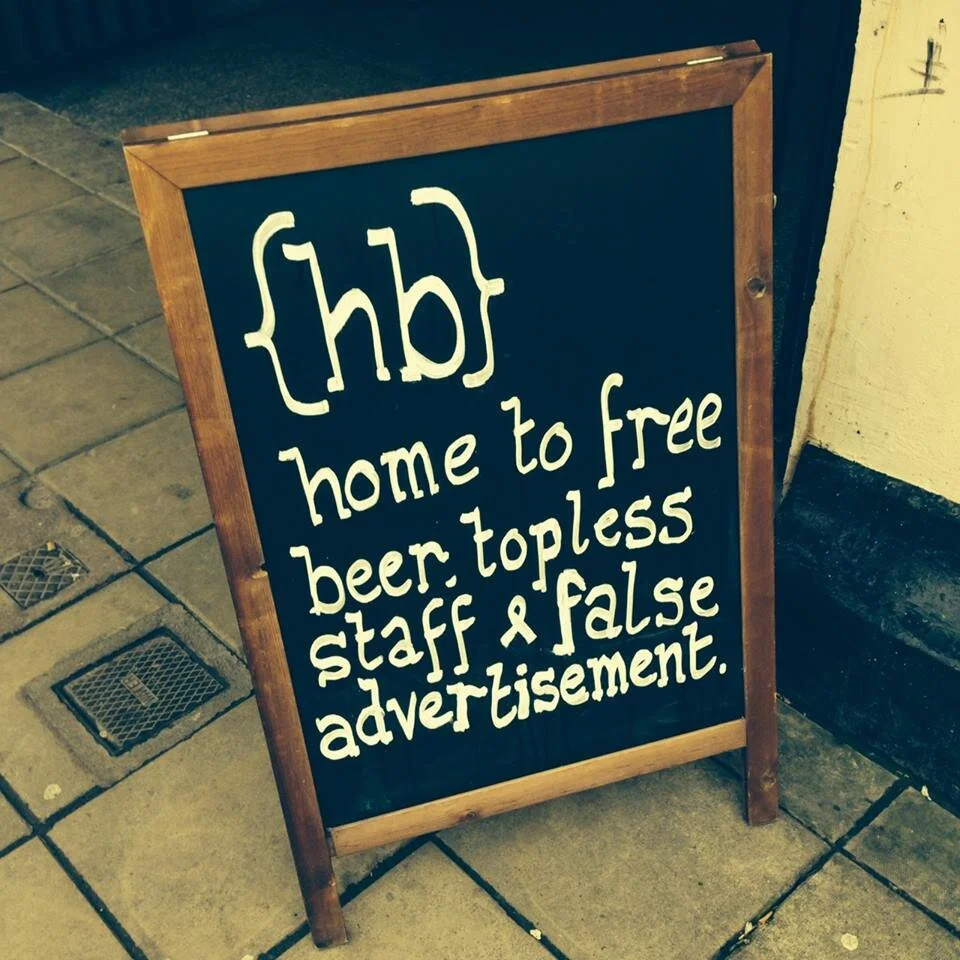 {hb}
home to free
beer, topless
staff & false
advertisement.